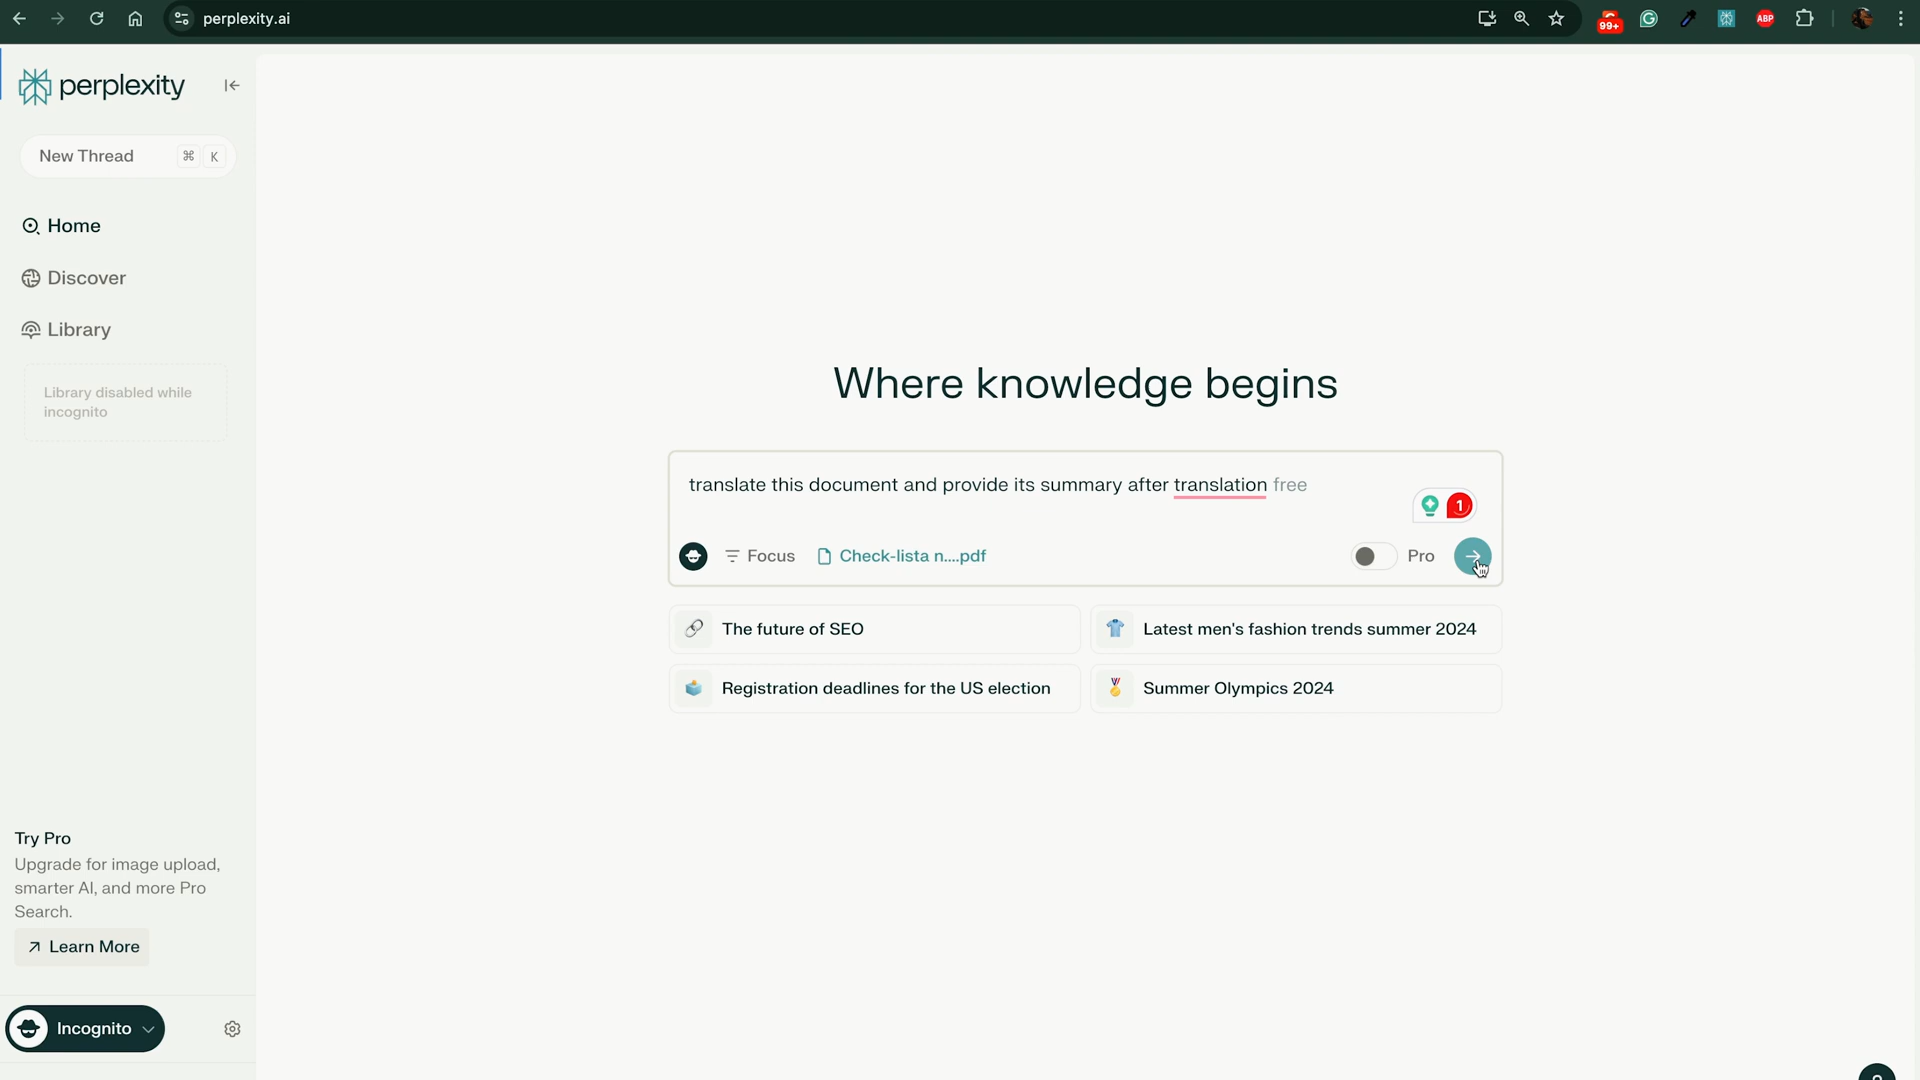 perplexity.ai
99+
ABP
perplexity
New Thread ⌘ K
Home
Discover
Library
Library disabled while
incognito
Where knowledge begins
translate this document and provide its summary after translation free
1
Focus
Check-lista n....pdf
Pro
The future of SEO
Latest men's fashion trends summer 2024
Registration deadlines for the US election
Summer Olympics 2024
Try Pro
Upgrade for image upload,
smarter AI, and more Pro
Search.
Learn More
Incognito